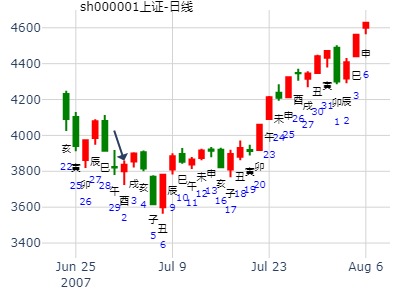 sh000001上证-日线
4600
4400
4200
4000
3800
3600
3400
亥 22
寅 25
卯 26
辰 27
巳 28
午 29
酉 2
戌 3
亥 4
子 5
丑 6
辰 9
巳 10
午 11
未 12
申 13
亥 16
子 17
丑 18
寅 19
卯 20
午 23
未 24
申 25
酉 26
戌 27
丑 30
寅 31
卯 1
辰 2
巳 3
申 6
Jun 25
2007
Jul 9
Jul 23
Aug 6